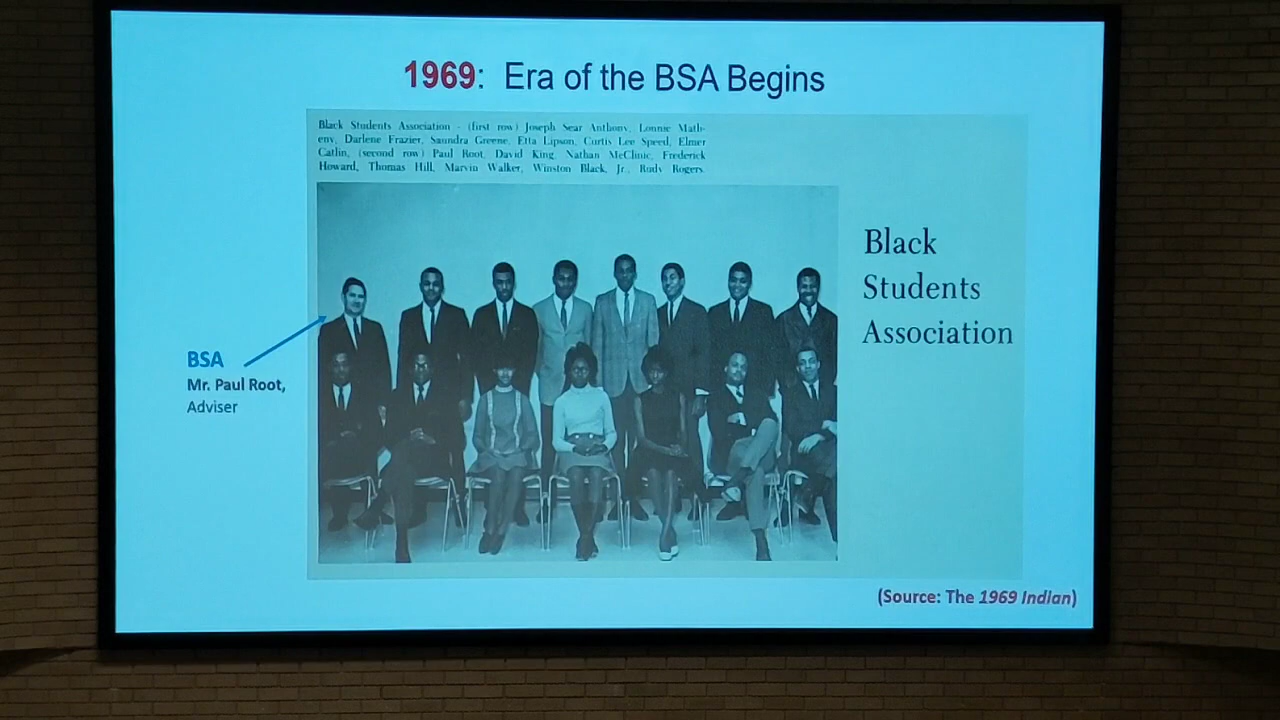 1969: Era of the BSA Begins
Black Students Association - (first row) Joseph Sear Anthony, Lonnie Math-
eny, Darlene Frazier, Saundra Greene, Etta Lipson, Curtis Lee Speed, Elmer
Catlin, (second row) Paul Root, David King, Nathan McClinic, Frederick
Howard, Thomas Hill, Marvin Walker, Winston Black, Jr., Rudy Rogers.
Black
Students
Association
BSA
Mr. Paul Root,
Adviser
(Source: The 1969 Indian)